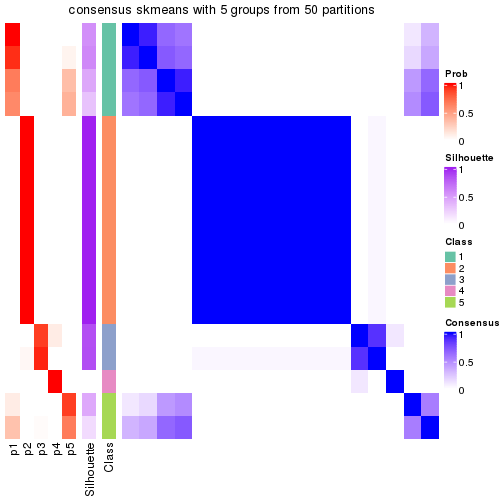 consensus skmeans with 5 groups from 50 partitions
Prob
1
0.5
0
Silhouette
1
0.5
0
Class
1
2
3
4
5
Consensus
1
0.5
0
p1
p2
p3
p4
p5
Silhouette
Class